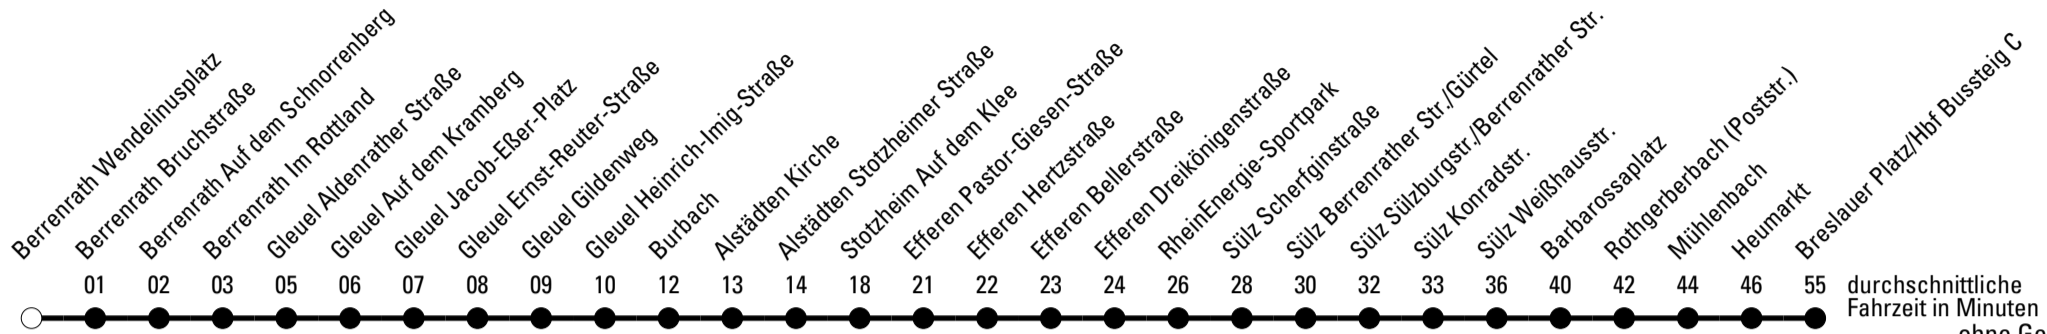 Berrenrath Wendelinusplatz
Berrenrath Bruchstraße
Berrenrath Auf dem Schnorrenberg
Berrenrath Im Rottland
Gleuel Aldenrather Straße
Gleuel Auf dem Kramberg
Gleuel Jacob-Eßer-Platz
Gleuel Ernst-Reuter-Straße
Gleuel Gildenweg
Gleuel Heinrich-Imig-Straße
Burbach
Alstädten Kirche
Alstädten Stotzheimer Straße
Stotzheim Auf dem Klee
Efferen Pastor-Giesen-Straße
Efferen Hertzstraße
Efferen Bellerstraße
Efferen Dreikönigenstraße
RheinEnergie-Sportpark
Sülz Scherfginstraße
Sülz Berrenrather Str./Gürtel
Sülz Sülzburgstr./Berrenrather Str.
Sülz Konradstr.
Sülz Weißhausstr.
Barbarossaplatz
Rothgerberbach (Poststr.)
Mühlenbach
Heumarkt
Breslauer Platz/Hbf Bussteig C
01 02 03 05 06 07 08 09 10 12 13 14 18 21 22 23 24 26 28 30 32 33 36 40 42 44 46 55 durchschnittliche
Fahrzeit in Minuten